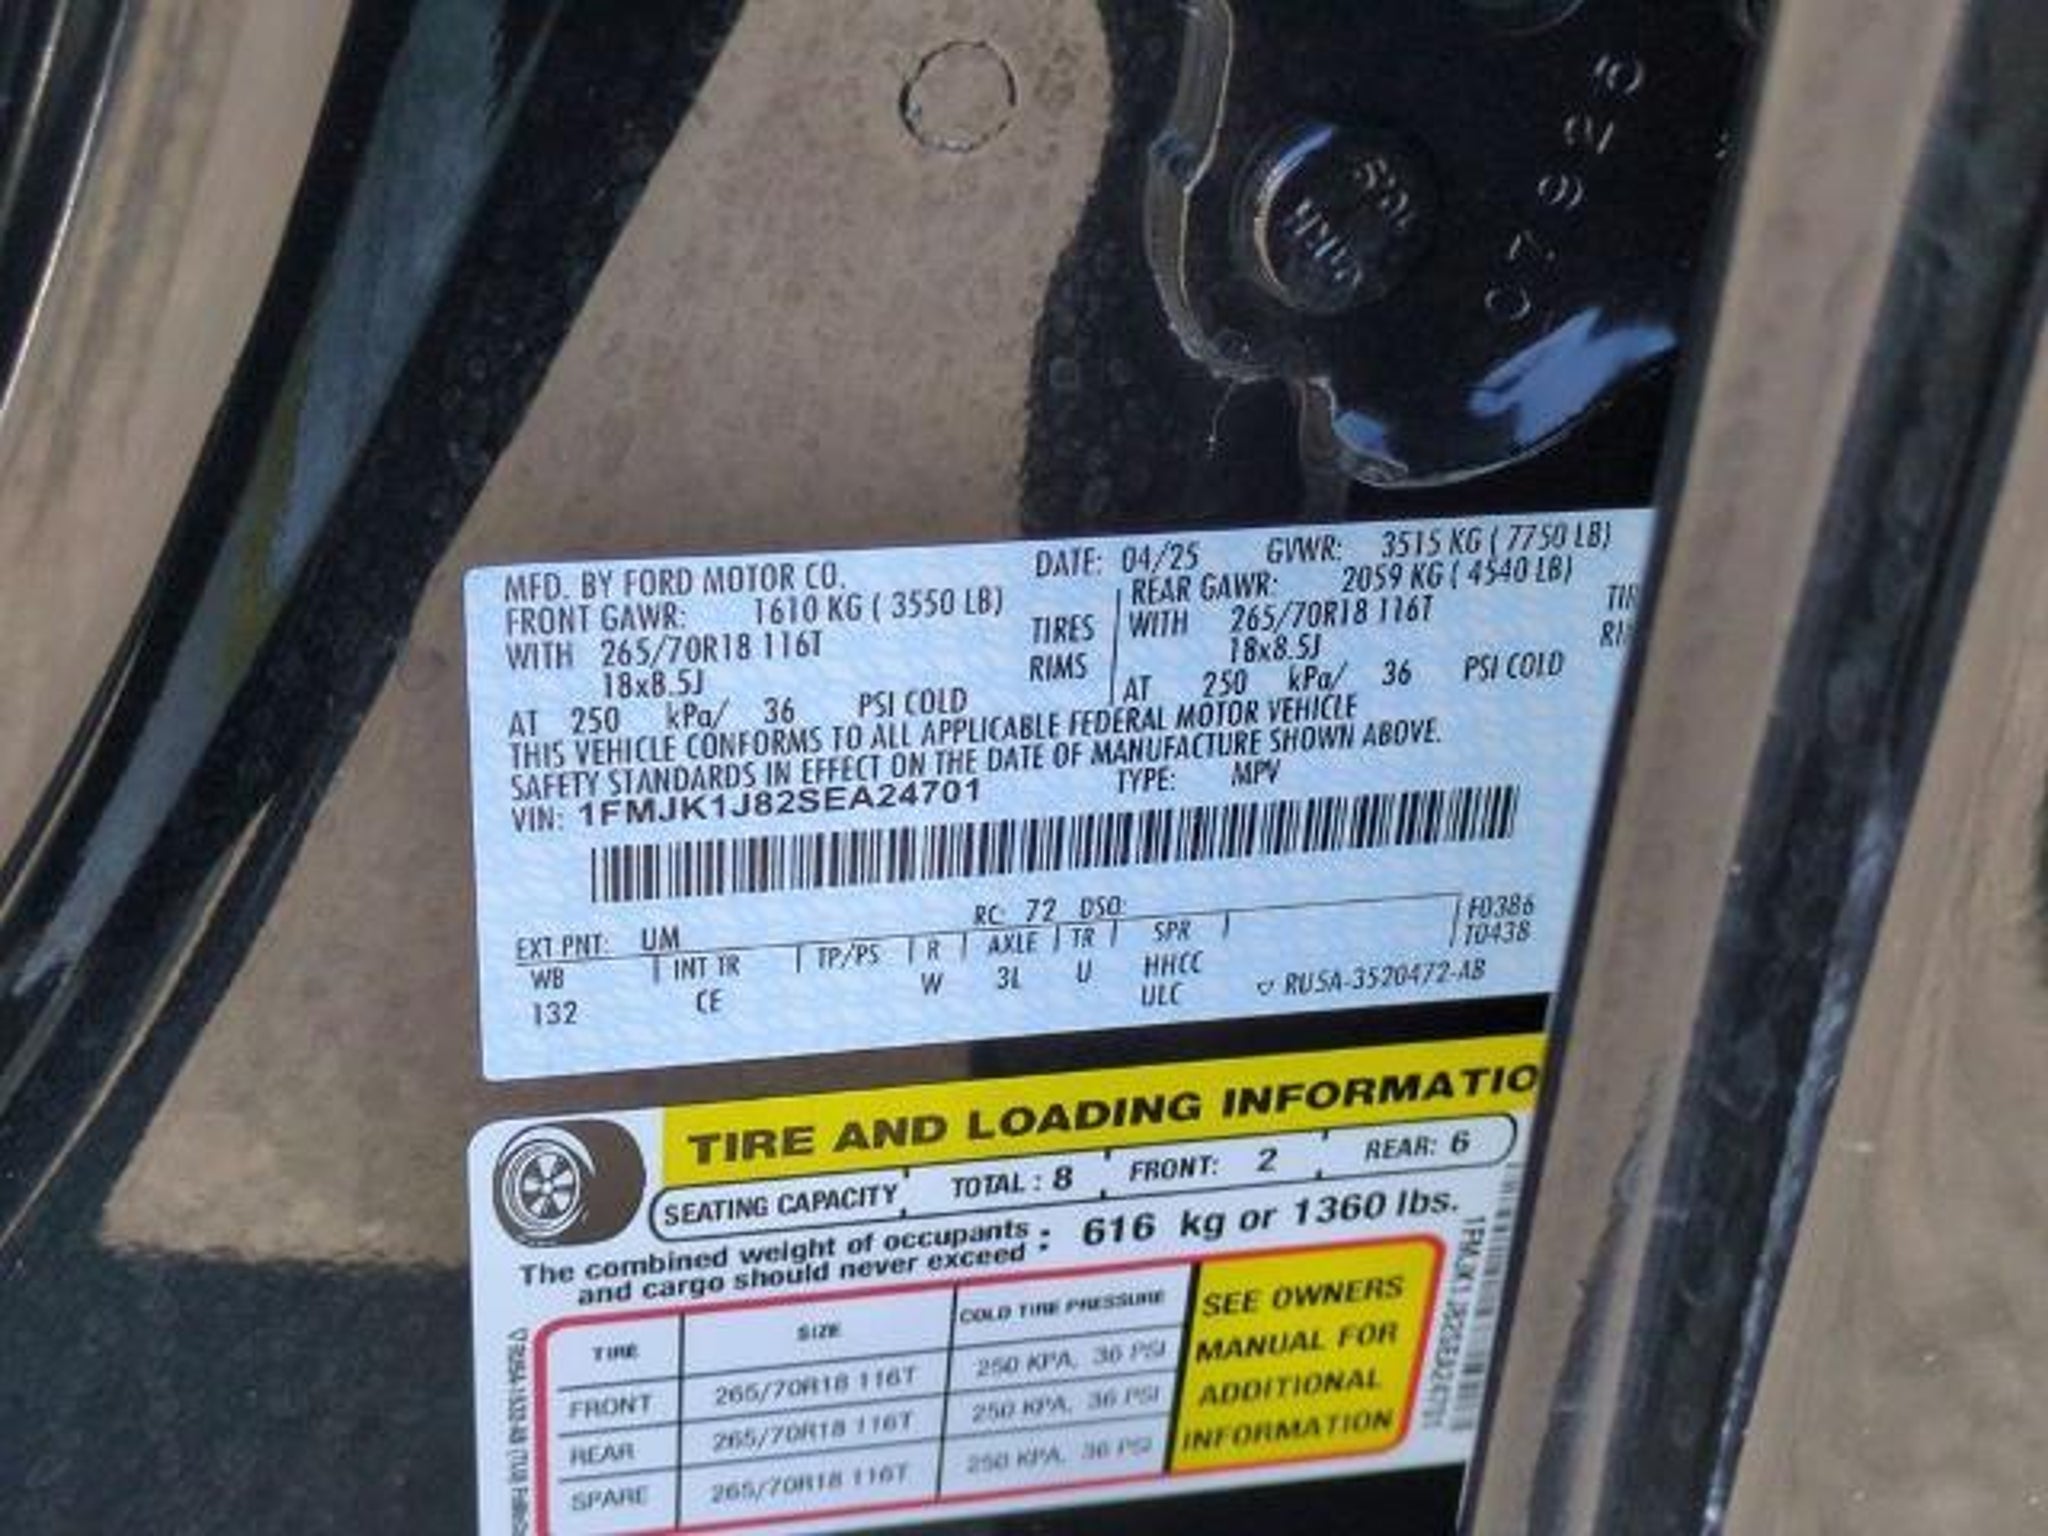 MFD. BY FORD MOTOR CO. DATE: 04/25 GVWR: 3515 KG ( 7750 LB)
FRONT GAWR: 1610 KG ( 3550 LB) REAR GAWR: 2059 KG ( 4540 LB)
WITH 265/70R18 116T TIRES WITH 265/70R18 116T
18x8.5J RIMS 18x8.5J
AT 250 kPa/ 36 PSI COLD AT 250 kPa/ 36 PSI COLD
THIS VEHICLE CONFORMS TO ALL APPLICABLE FEDERAL MOTOR VEHICLE
SAFETY STANDARDS IN EFFECT ON THE DATE OF MANUFACTURE SHOWN ABOVE.
VIN: 1FMJK1J82SEA24701 TYPE: MPV
EXT PNT: UM RC: 72 DSO: F0386
WB INT TR TP/PS R AXLE TR SPR T0438
132 CE W 3L U HHCC
ULC RU5A-3520472-AB
TIRE AND LOADING INFORMATIO
SEATING CAPACITY TOTAL : 8 FRONT: 2 REAR: 6
The combined weight of occupants : 616 kg or 1360 lbs.
and cargo should never exceed
TIRE SIZE COLD TIRE PRESSURE
FRONT 265/70R18 116T 250 KPA, 36 PSI
REAR 265/70R18 116T 250 KPA, 36 PSI
SPARE 265/70R18 116T 250 KPA, 36 PSI
SEE OWNERS
MANUAL FOR
ADDITIONAL
INFORMATION
1FMJK1J82SEA24701